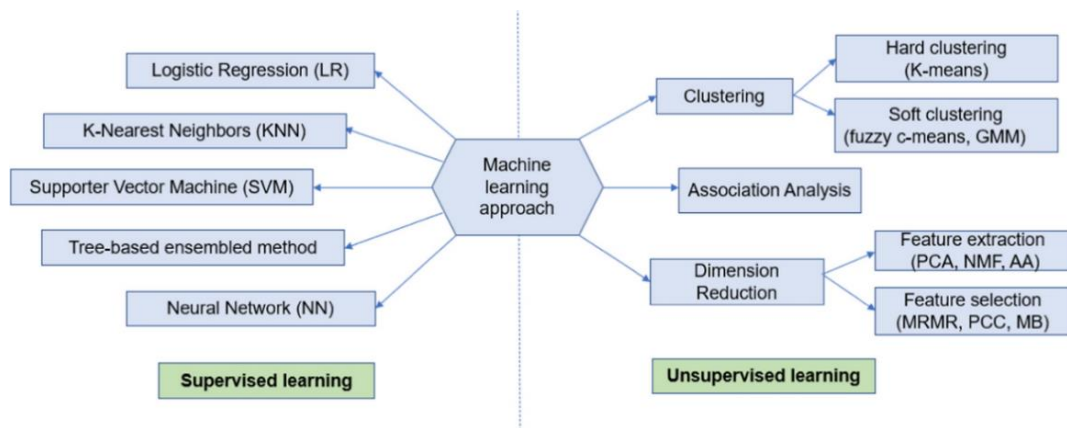 Logistic Regression (LR)
K-Nearest Neighbors (KNN)
Supporter Vector Machine (SVM)
Tree-based ensembled method
Neural Network (NN)
Supervised learning
Machine
learning
approach
Clustering
Hard clustering
(K-means)
Soft clustering
(fuzzy c-means, GMM)
Association Analysis
Dimension
Reduction
Feature extraction
(PCA, NMF, AA)
Feature selection
(MRMR, PCC, MB)
Unsupervised learning